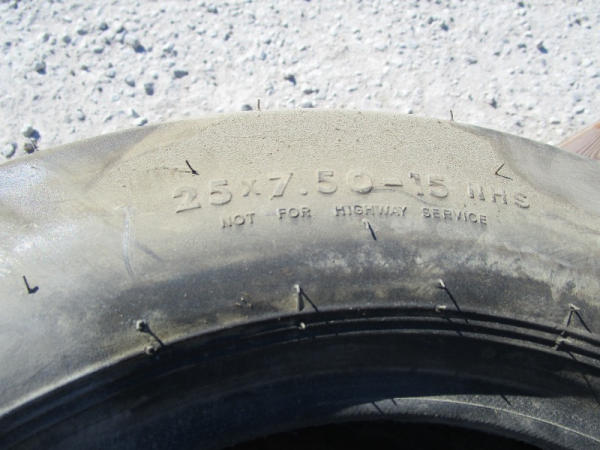 25x7.50-15 NHS
NOT FOR HIGHWAY SERVICE